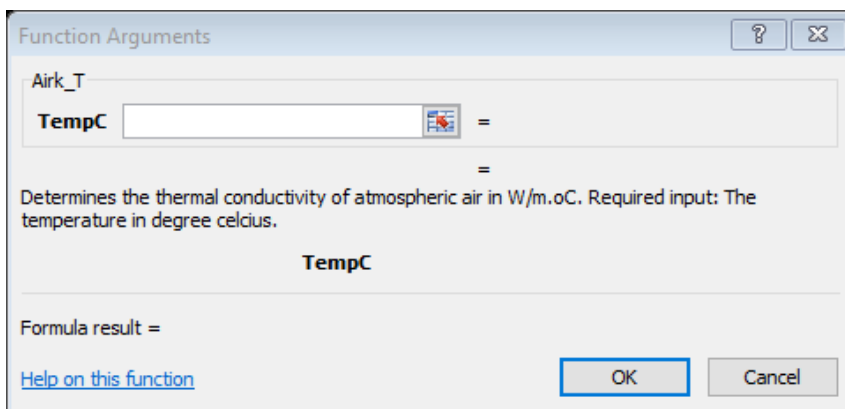 Function Arguments
Airk_T
TempC =
=
Determines the thermal conductivity of atmospheric air in W/m.oC. Required input: The
temperature in degree celcius.
TempC
Formula result =
Help on this function OK Cancel